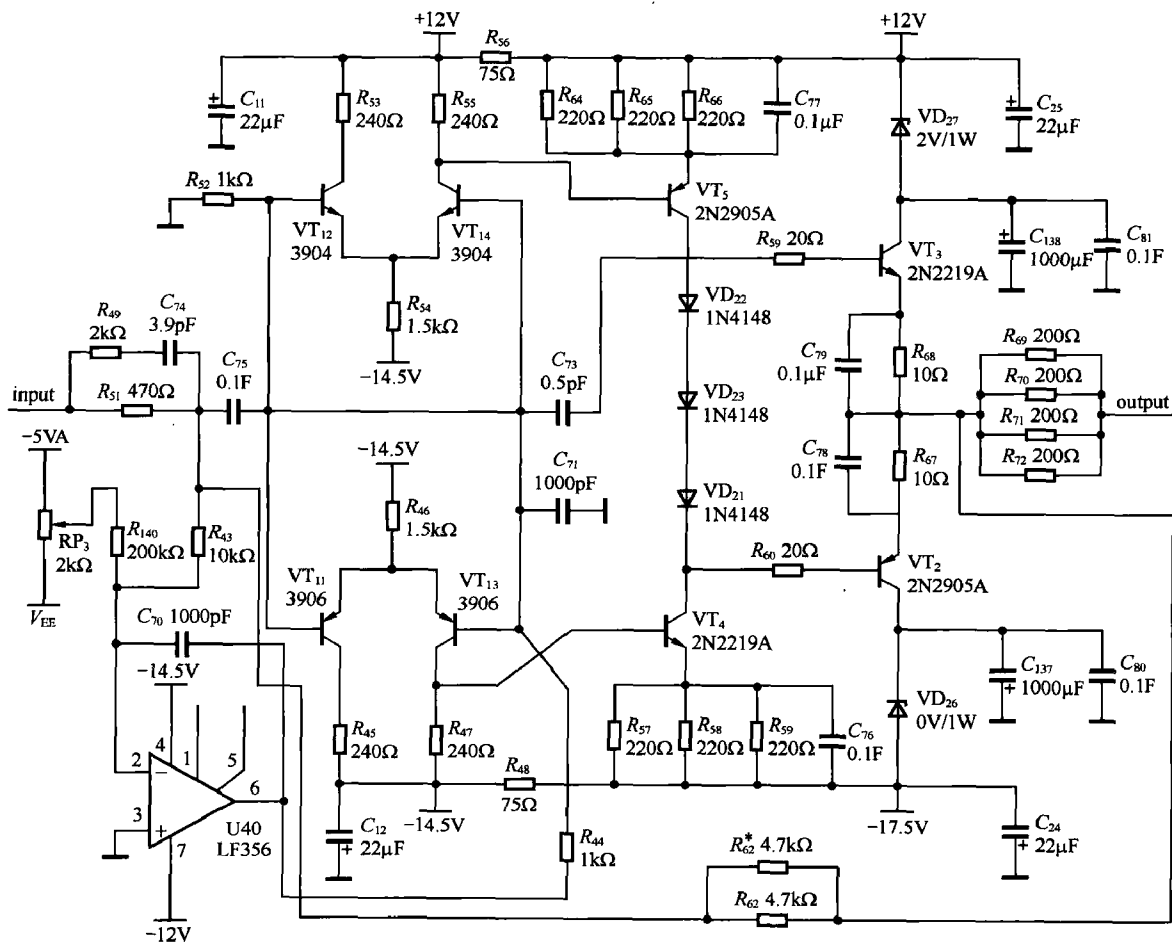 +12V
+12V
R56
75Ω
C11
22μF
R53
240Ω
R55
240Ω
R64
220Ω
R65
220Ω
R66
220Ω
C77
0.1μF
VD27
2V/1W
C25
22μF
R52 1kΩ
VT12
3904
VT14
3904
VT5
2N2905A
R59 20Ω
VT3
2N2219A
C138
1000μF
C81
0.1F
R54
1.5kΩ
−14.5V
VD22
1N4148
R49
2kΩ
C74
3.9pF
C75
0.1F
C73
0.5pF
C79
0.1μF
R68
10Ω
R69 200Ω
R70 200Ω
R71 200Ω
R72 200Ω
input
R51 470Ω
VD23
1N4148
output
−5VA
−14.5V
C71
1000pF
C78
0.1F
R67
10Ω
RP3
2kΩ
R140
200kΩ
R43
10kΩ
R46
1.5kΩ
VD21
1N4148
R60 20Ω
VT2
2N2905A
VEE
VT11
3906
VT13
3906
VT4
2N2219A
C70 1000pF
−14.5V
C137
1000μF
C80
0.1F
R45
240Ω
R47
240Ω
R57
220Ω
R58
220Ω
R59
220Ω
C76
0.1F
VD26
0V/1W
R48
75Ω
2
4
1
5
−
6
3
+
7
U40
LF356
−12V
C12
22μF
−14.5V
−17.5V
C24
22μF
R44
1kΩ
R62* 4.7kΩ
R62 4.7kΩ